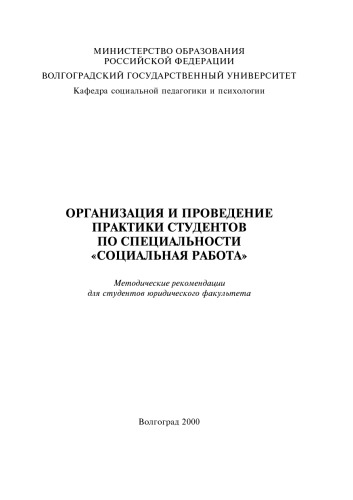 МИНИСТЕРСТВО ОБРАЗОВАНИЯ
РОССИЙСКОЙ ФЕДЕРАЦИИ
ВОЛГОГРАДСКИЙ ГОСУДАРСТВЕННЫЙ УНИВЕРСИТЕТ
Кафедра социальной педагогики и психологии
ОРГАНИЗАЦИЯ И ПРОВЕДЕНИЕ
ПРАКТИКИ СТУДЕНТОВ
ПО СПЕЦИАЛЬНОСТИ
«СОЦИАЛЬНАЯ РАБОТА»
Методические рекомендации
для студентов юридического факультета
Волгоград 2000